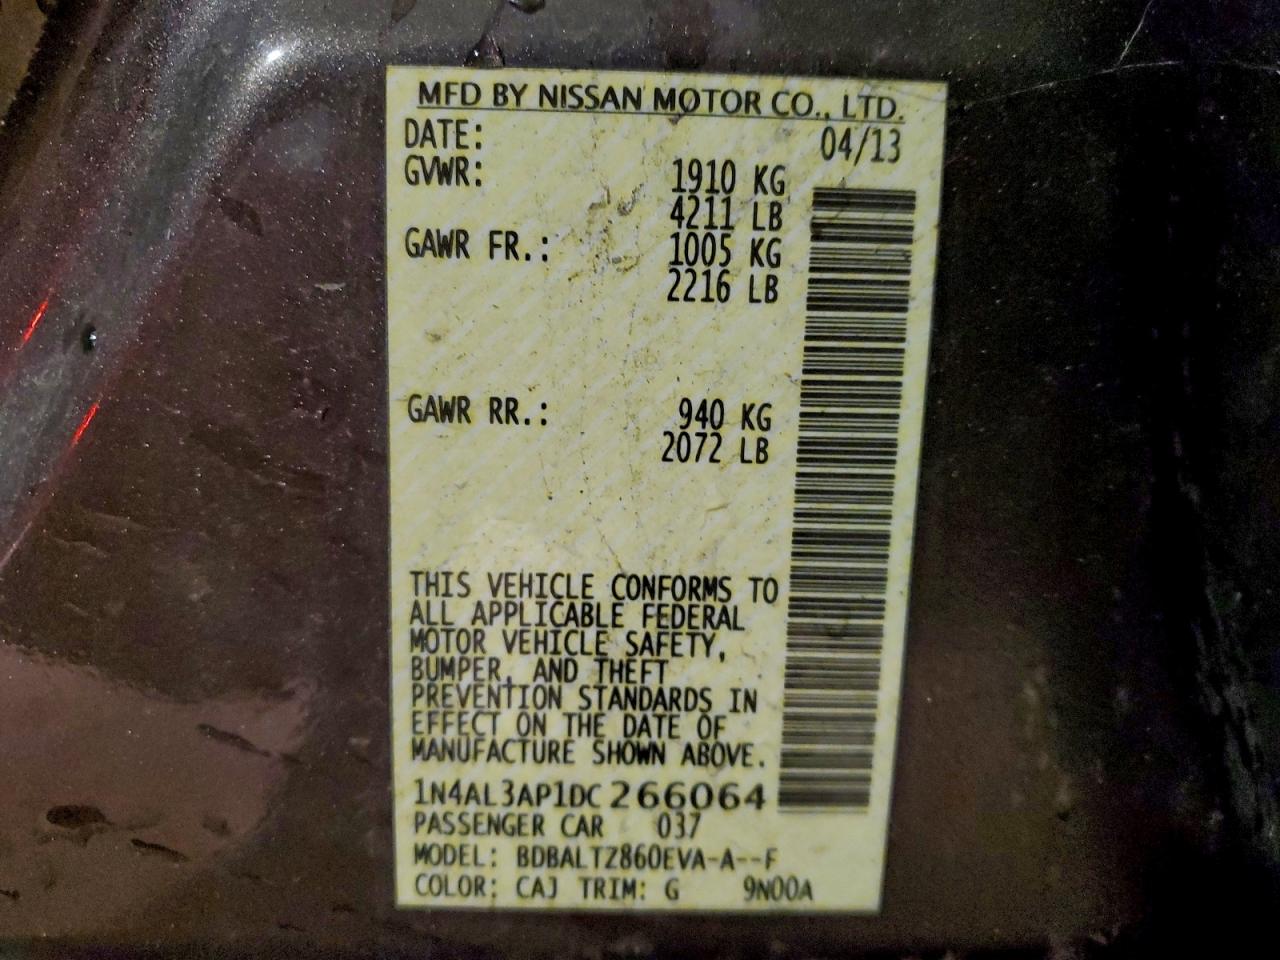 MFD BY NISSAN MOTOR CO., LTD.
DATE: 04/13
GVWR: 1910 KG
4211 LB
GAWR FR.: 1005 KG
2216 LB
GAWR RR.: 940 KG
2072 LB
THIS VEHICLE CONFORMS TO
ALL APPLICABLE FEDERAL
MOTOR VEHICLE SAFETY,
BUMPER, AND THEFT
PREVENTION STANDARDS IN
EFFECT ON THE DATE OF
MANUFACTURE SHOWN ABOVE.
1N4AL3AP1DC266064
PASSENGER CAR 037
MODEL: BDBALTZ860EVA-A--F
COLOR: CAJ TRIM: G 9N00A